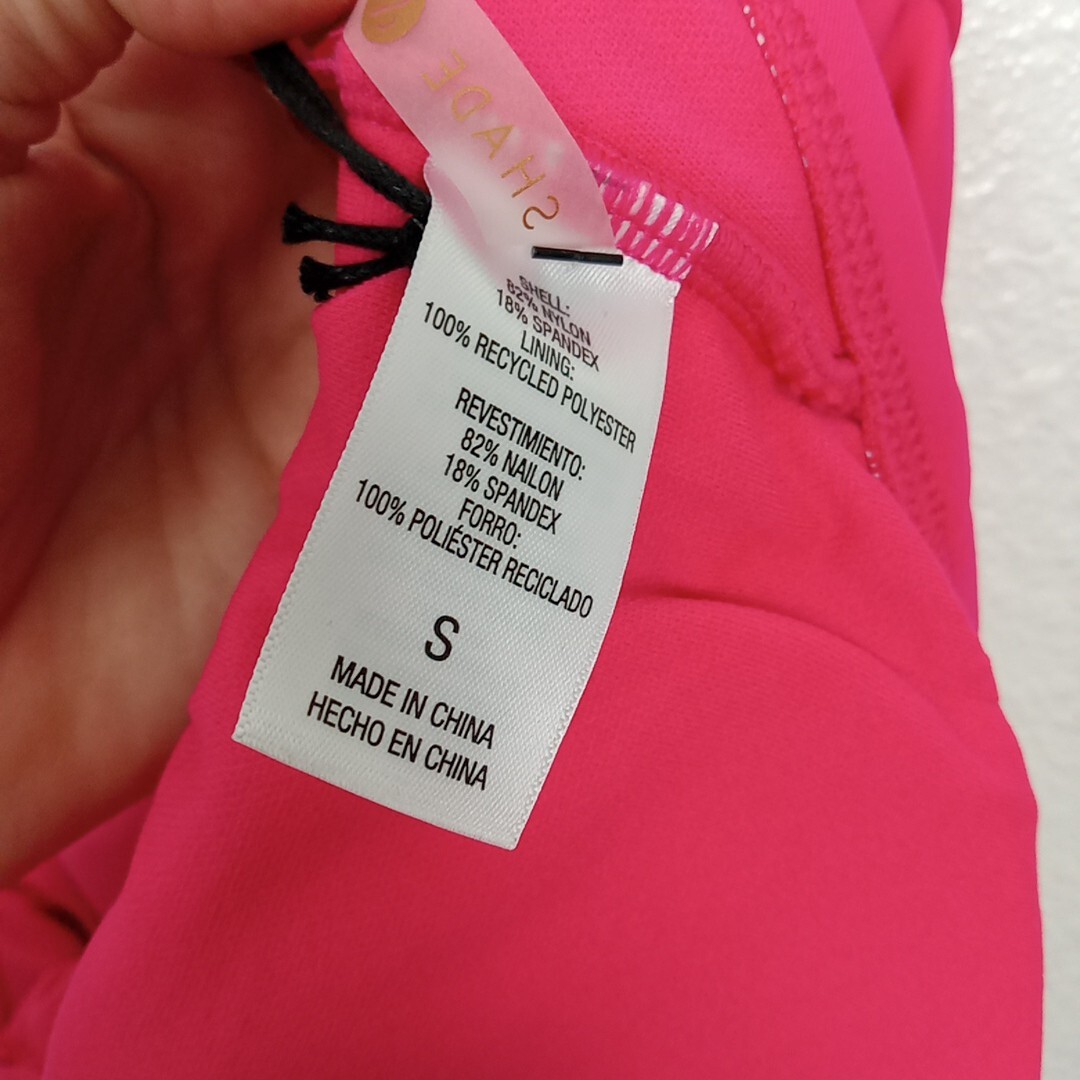 SHADE
SHELL:
82% NYLON
18% SPANDEX
LINING:
100% RECYCLED POLYESTER
REVESTIMIENTO:
82% NAILON
18% SPANDEX
FORRO:
100% POLIÉSTER RECICLADO
S
MADE IN CHINA
HECHO EN CHINA